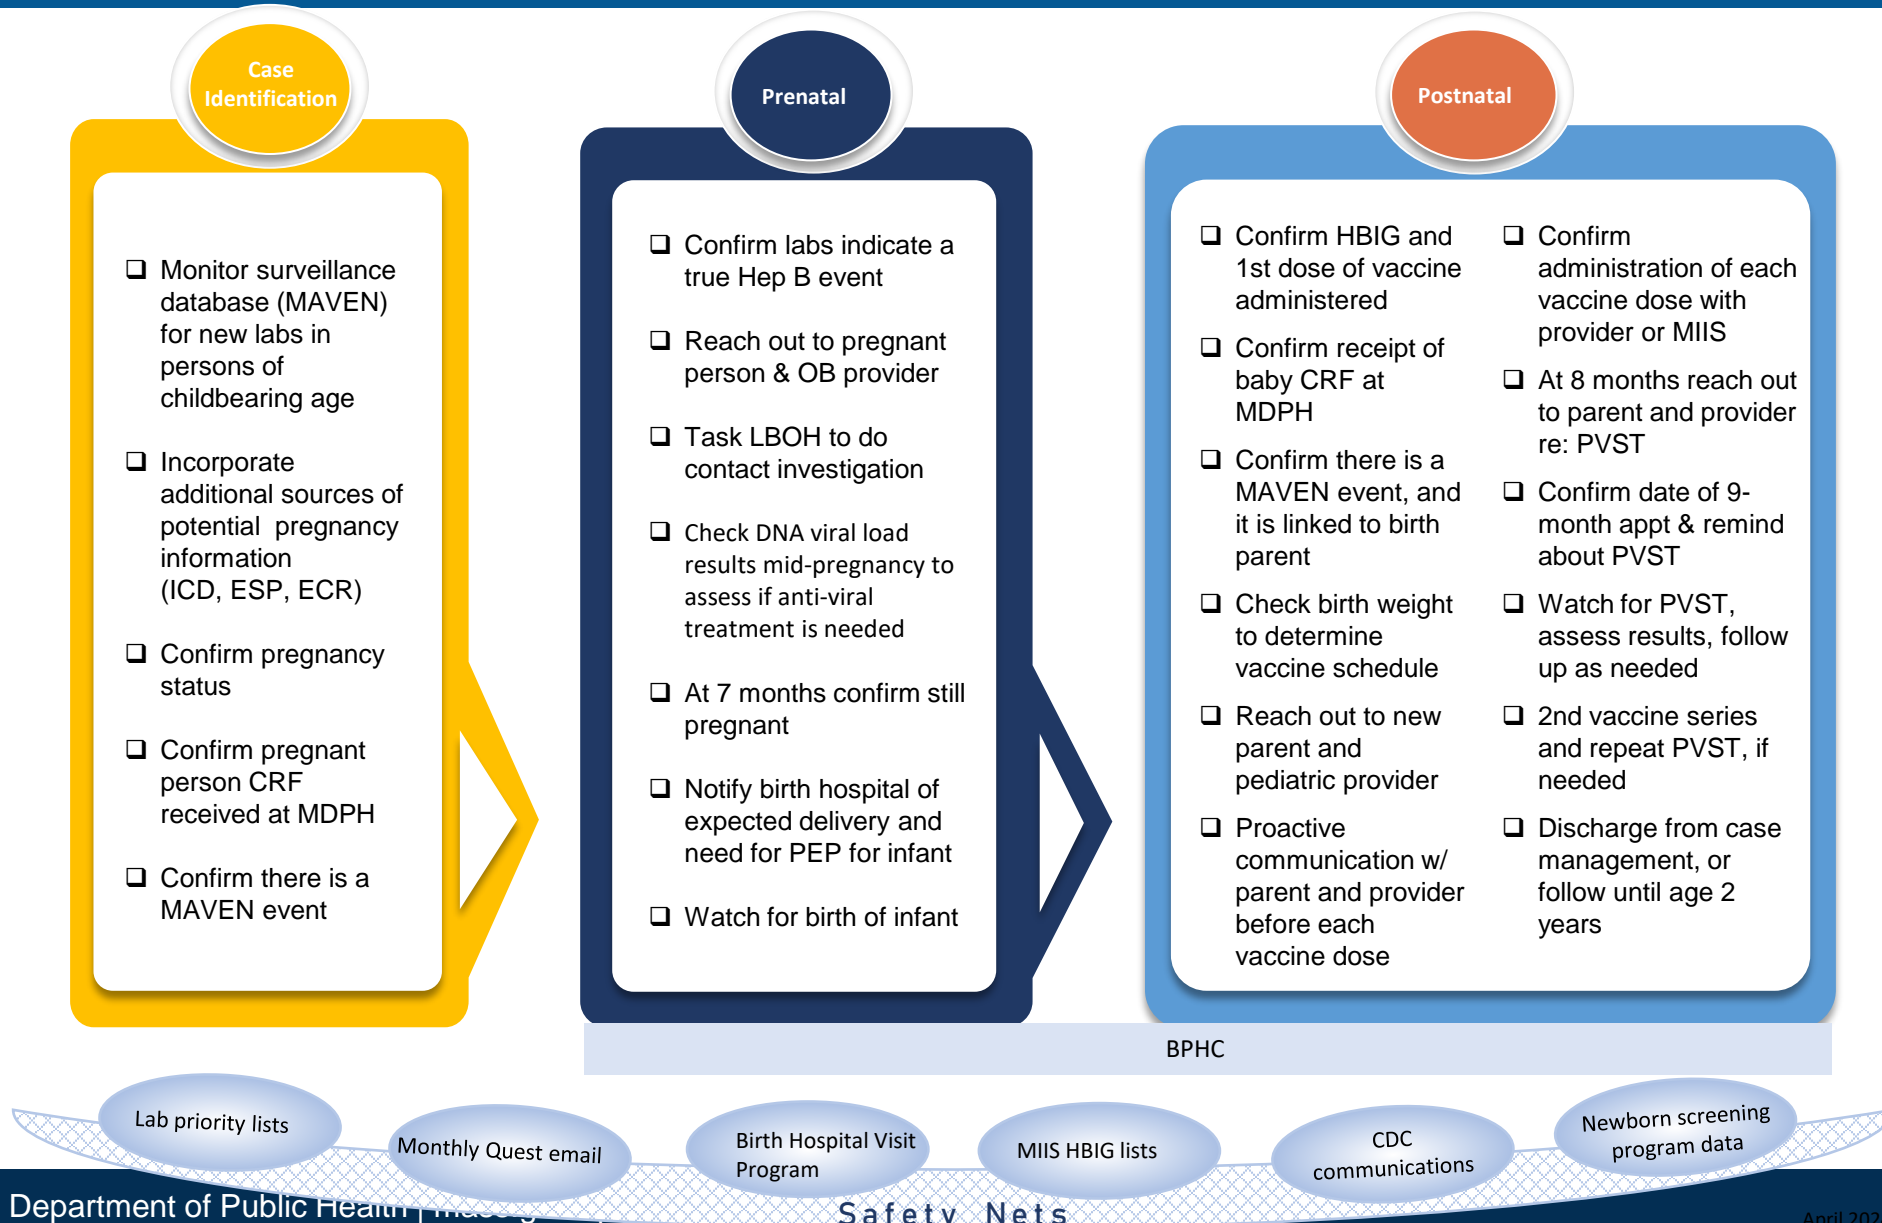 Case
Identification
Monitor surveillance
database (MAVEN)
for new labs in
persons of
childbearing age
Incorporate
additional sources of
potential pregnancy
information
(ICD, ESP, ECR)
Confirm pregnancy
status
Confirm pregnant
person CRF
received at MDPH
Confirm there is a
MAVEN event
Prenatal
Confirm labs indicate a
true Hep B event
Reach out to pregnant
person & OB provider
Task LBOH to do
contact investigation
Check DNA viral load
results mid-pregnancy to
assess if anti-viral
treatment is needed
At 7 months confirm still
pregnant
Notify birth hospital of
expected delivery and
need for PEP for infant
Watch for birth of infant
Postnatal
Confirm HBIG and
1st dose of vaccine
administered
Confirm receipt of
baby CRF at
MDPH
Confirm there is a
MAVEN event, and
it is linked to birth
parent
Check birth weight
to determine
vaccine schedule
Reach out to new
parent and
pediatric provider
Proactive
communication w/
parent and provider
before each
vaccine dose
Confirm
administration of each
vaccine dose with
provider or MIIS
At 8 months reach out
to parent and provider
re: PVST
Confirm date of 9-
month appt & remind
about PVST
Watch for PVST,
assess results, follow
up as needed
2nd vaccine series
and repeat PVST, if
needed
Discharge from case
management, or
follow until age 2
years
BPHC
Lab priority lists
Monthly Quest email
Birth Hospital Visit
Program
MIIS HBIG lists
CDC
communications
Newborn screening
program data
Safety Nets
Department of Public Health |
April